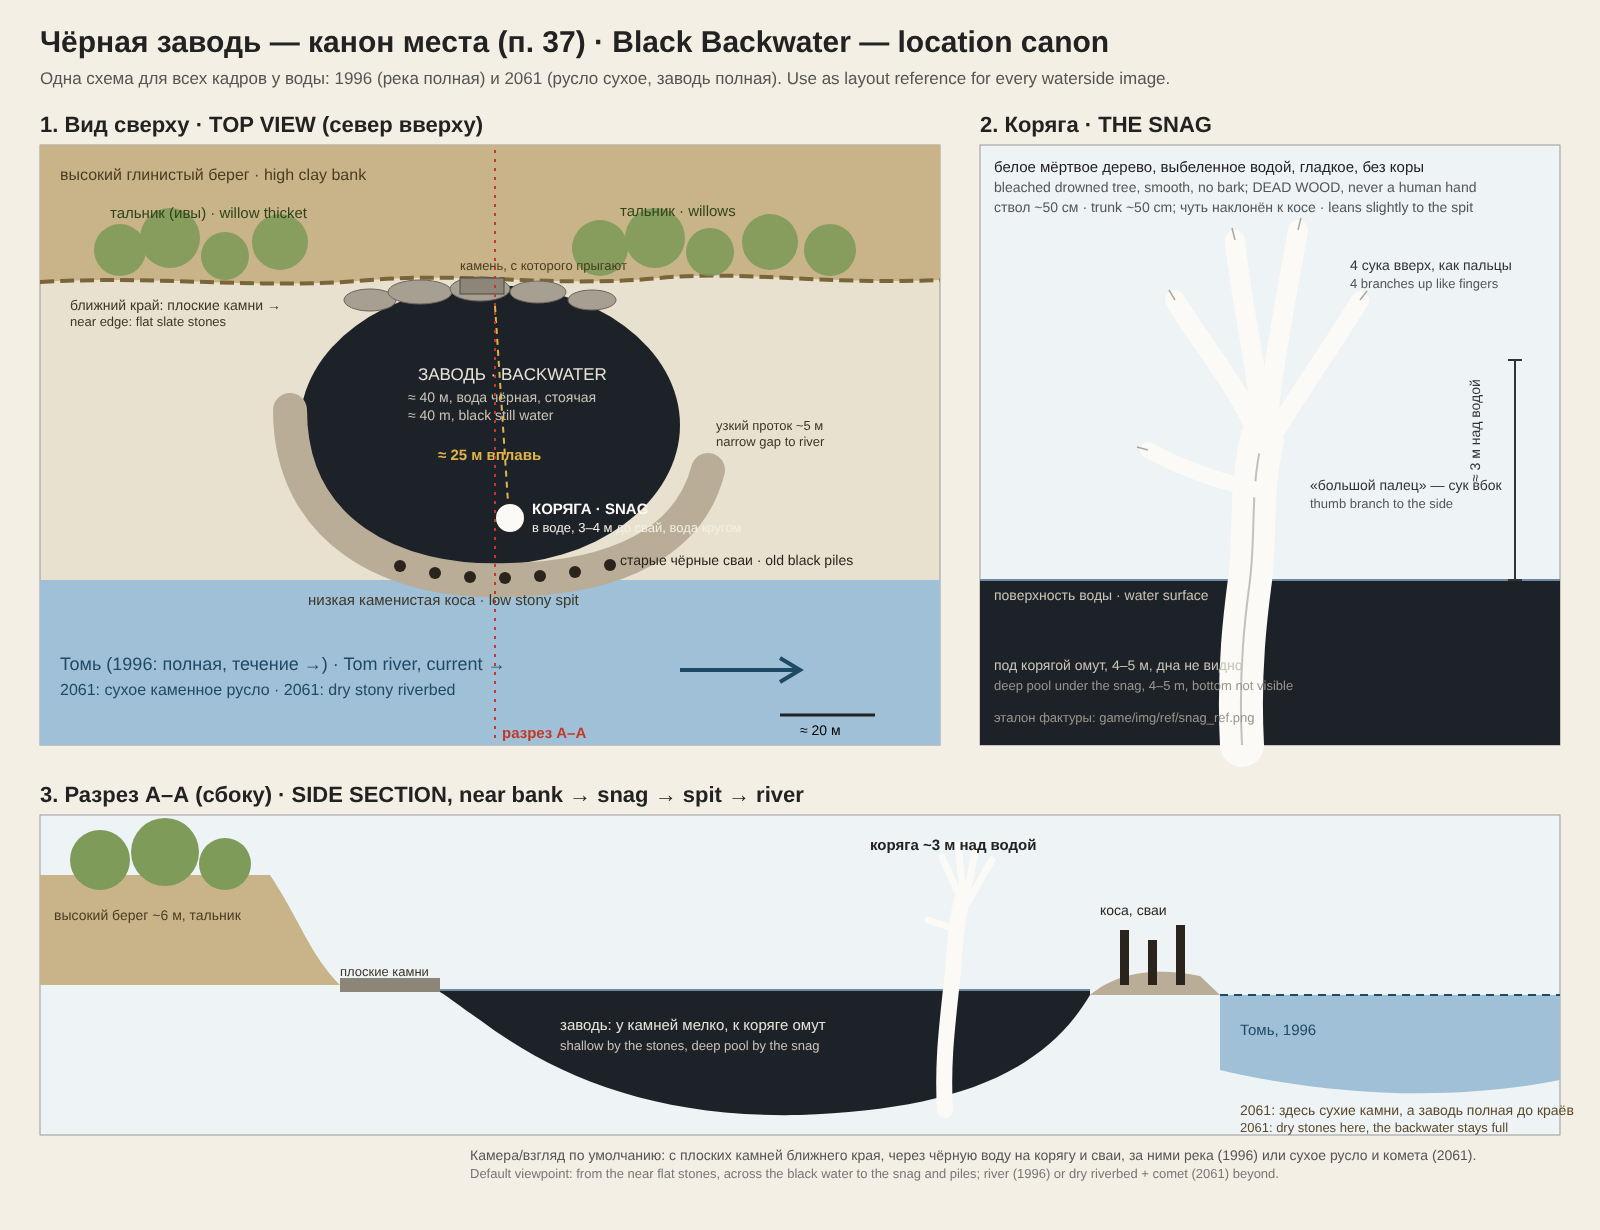 Чёрная заводь — канон места (п. 37) · Black Backwater — location canon
Одна схема для всех кадров у воды: 1996 (река полная) и 2061 (русло сухое, заводь полная). Use as layout reference for every waterside image.
1. Вид сверху · TOP VIEW (север вверху)
высокий глинистый берег · high clay bank
тальник (ивы) · willow thicket
тальник · willows
камень, с которого прыгают
ближний край: плоские камни →
near edge: flat slate stones
ЗАВОДЬ · BACKWATER
≈ 40 м, вода чёрная, стоячая
≈ 40 m, black still water
узкий проток ~5 м
narrow gap to river
≈ 25 м вплавь
КОРЯГА · SNAG
в воде, 3–4 м до свай, вода кругом
старые чёрные сваи · old black piles
низкая каменистая коса · low stony spit
Томь (1996: полная, течение →) · Tom river, current →
2061: сухое каменное русло · 2061: dry stony riverbed
разрез А–А
≈ 20 м
2. Коряга · THE SNAG
белое мёртвое дерево, выбеленное водой, гладкое, без коры
bleached drowned tree, smooth, no bark; DEAD WOOD, never a human hand
ствол ~50 см · trunk ~50 cm; чуть наклонён к косе · leans slightly to the spit
4 сука вверх, как пальцы
4 branches up like fingers
≈ 3 м над водой
«большой палец» — сук вбок
thumb branch to the side
поверхность воды · water surface
под корягой омут, 4–5 м, дна не видно
deep pool under the snag, 4–5 m, bottom not visible
эталон фактуры: game/img/ref/snag_ref.png
3. Разрез А–А (сбоку) · SIDE SECTION, near bank → snag → spit → river
коряга ~3 м над водой
высокий берег ~6 м, тальник
коса, сваи
плоские камни
заводь: у камней мелко, к коряге омут
shallow by the stones, deep pool by the snag
Томь, 1996
2061: здесь сухие камни, а заводь полная до краёв
2061: dry stones here, the backwater stays full
Камера/взгляд по умолчанию: с плоских камней ближнего края, через чёрную воду на корягу и сваи, за ними река (1996) или сухое русло и комета (2061).
Default viewpoint: from the near flat stones, across the black water to the snag and piles; river (1996) or dry riverbed + comet (2061) beyond.